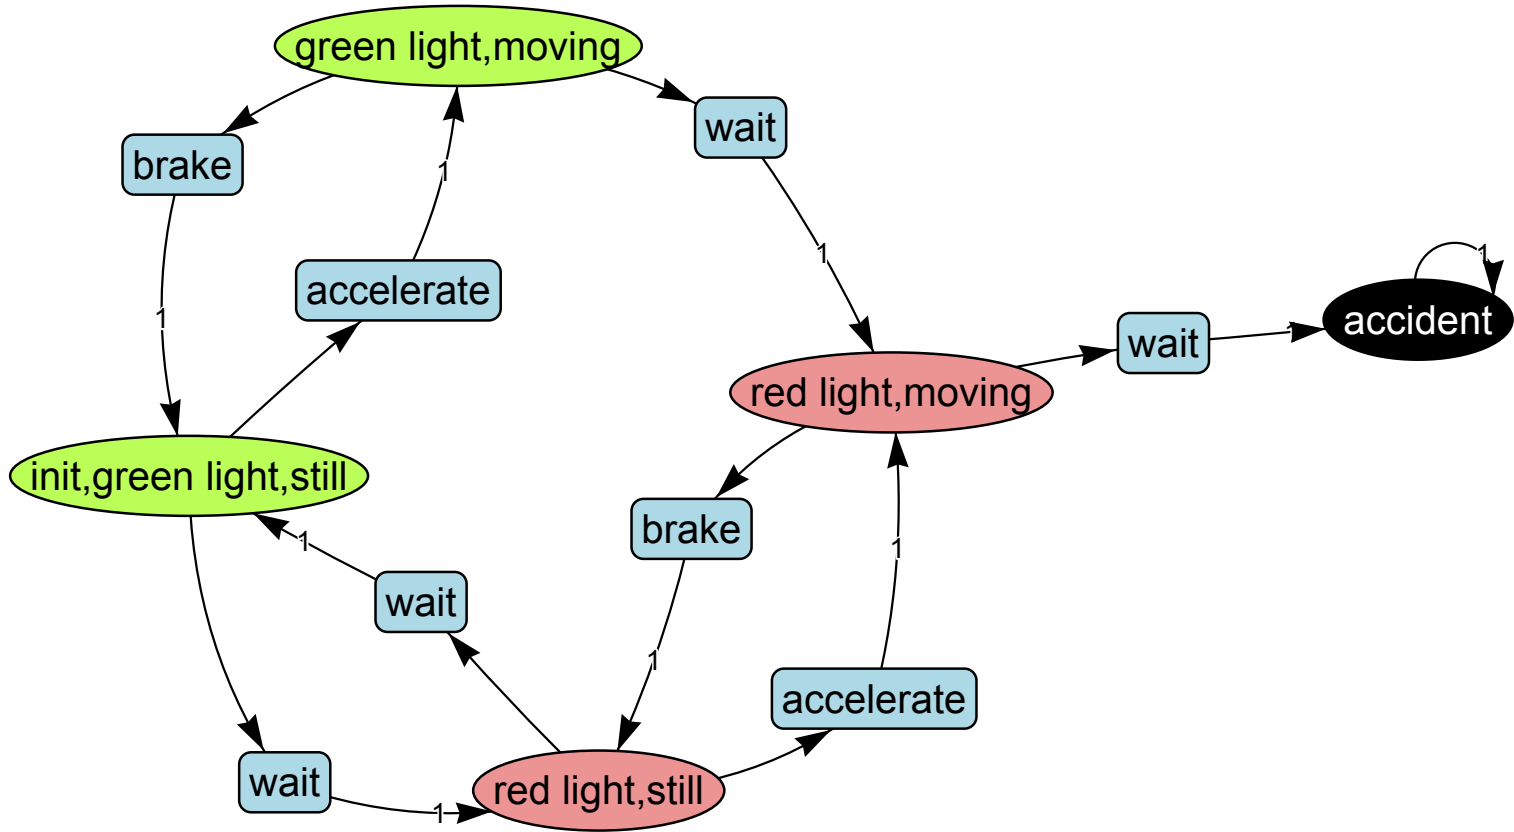 green light,moving
wait
brake
1
accelerate
1
1
1
accident
wait
1
red light,moving
init,green light,still
brake
1
1
wait
1
accelerate
wait
red light,still
1